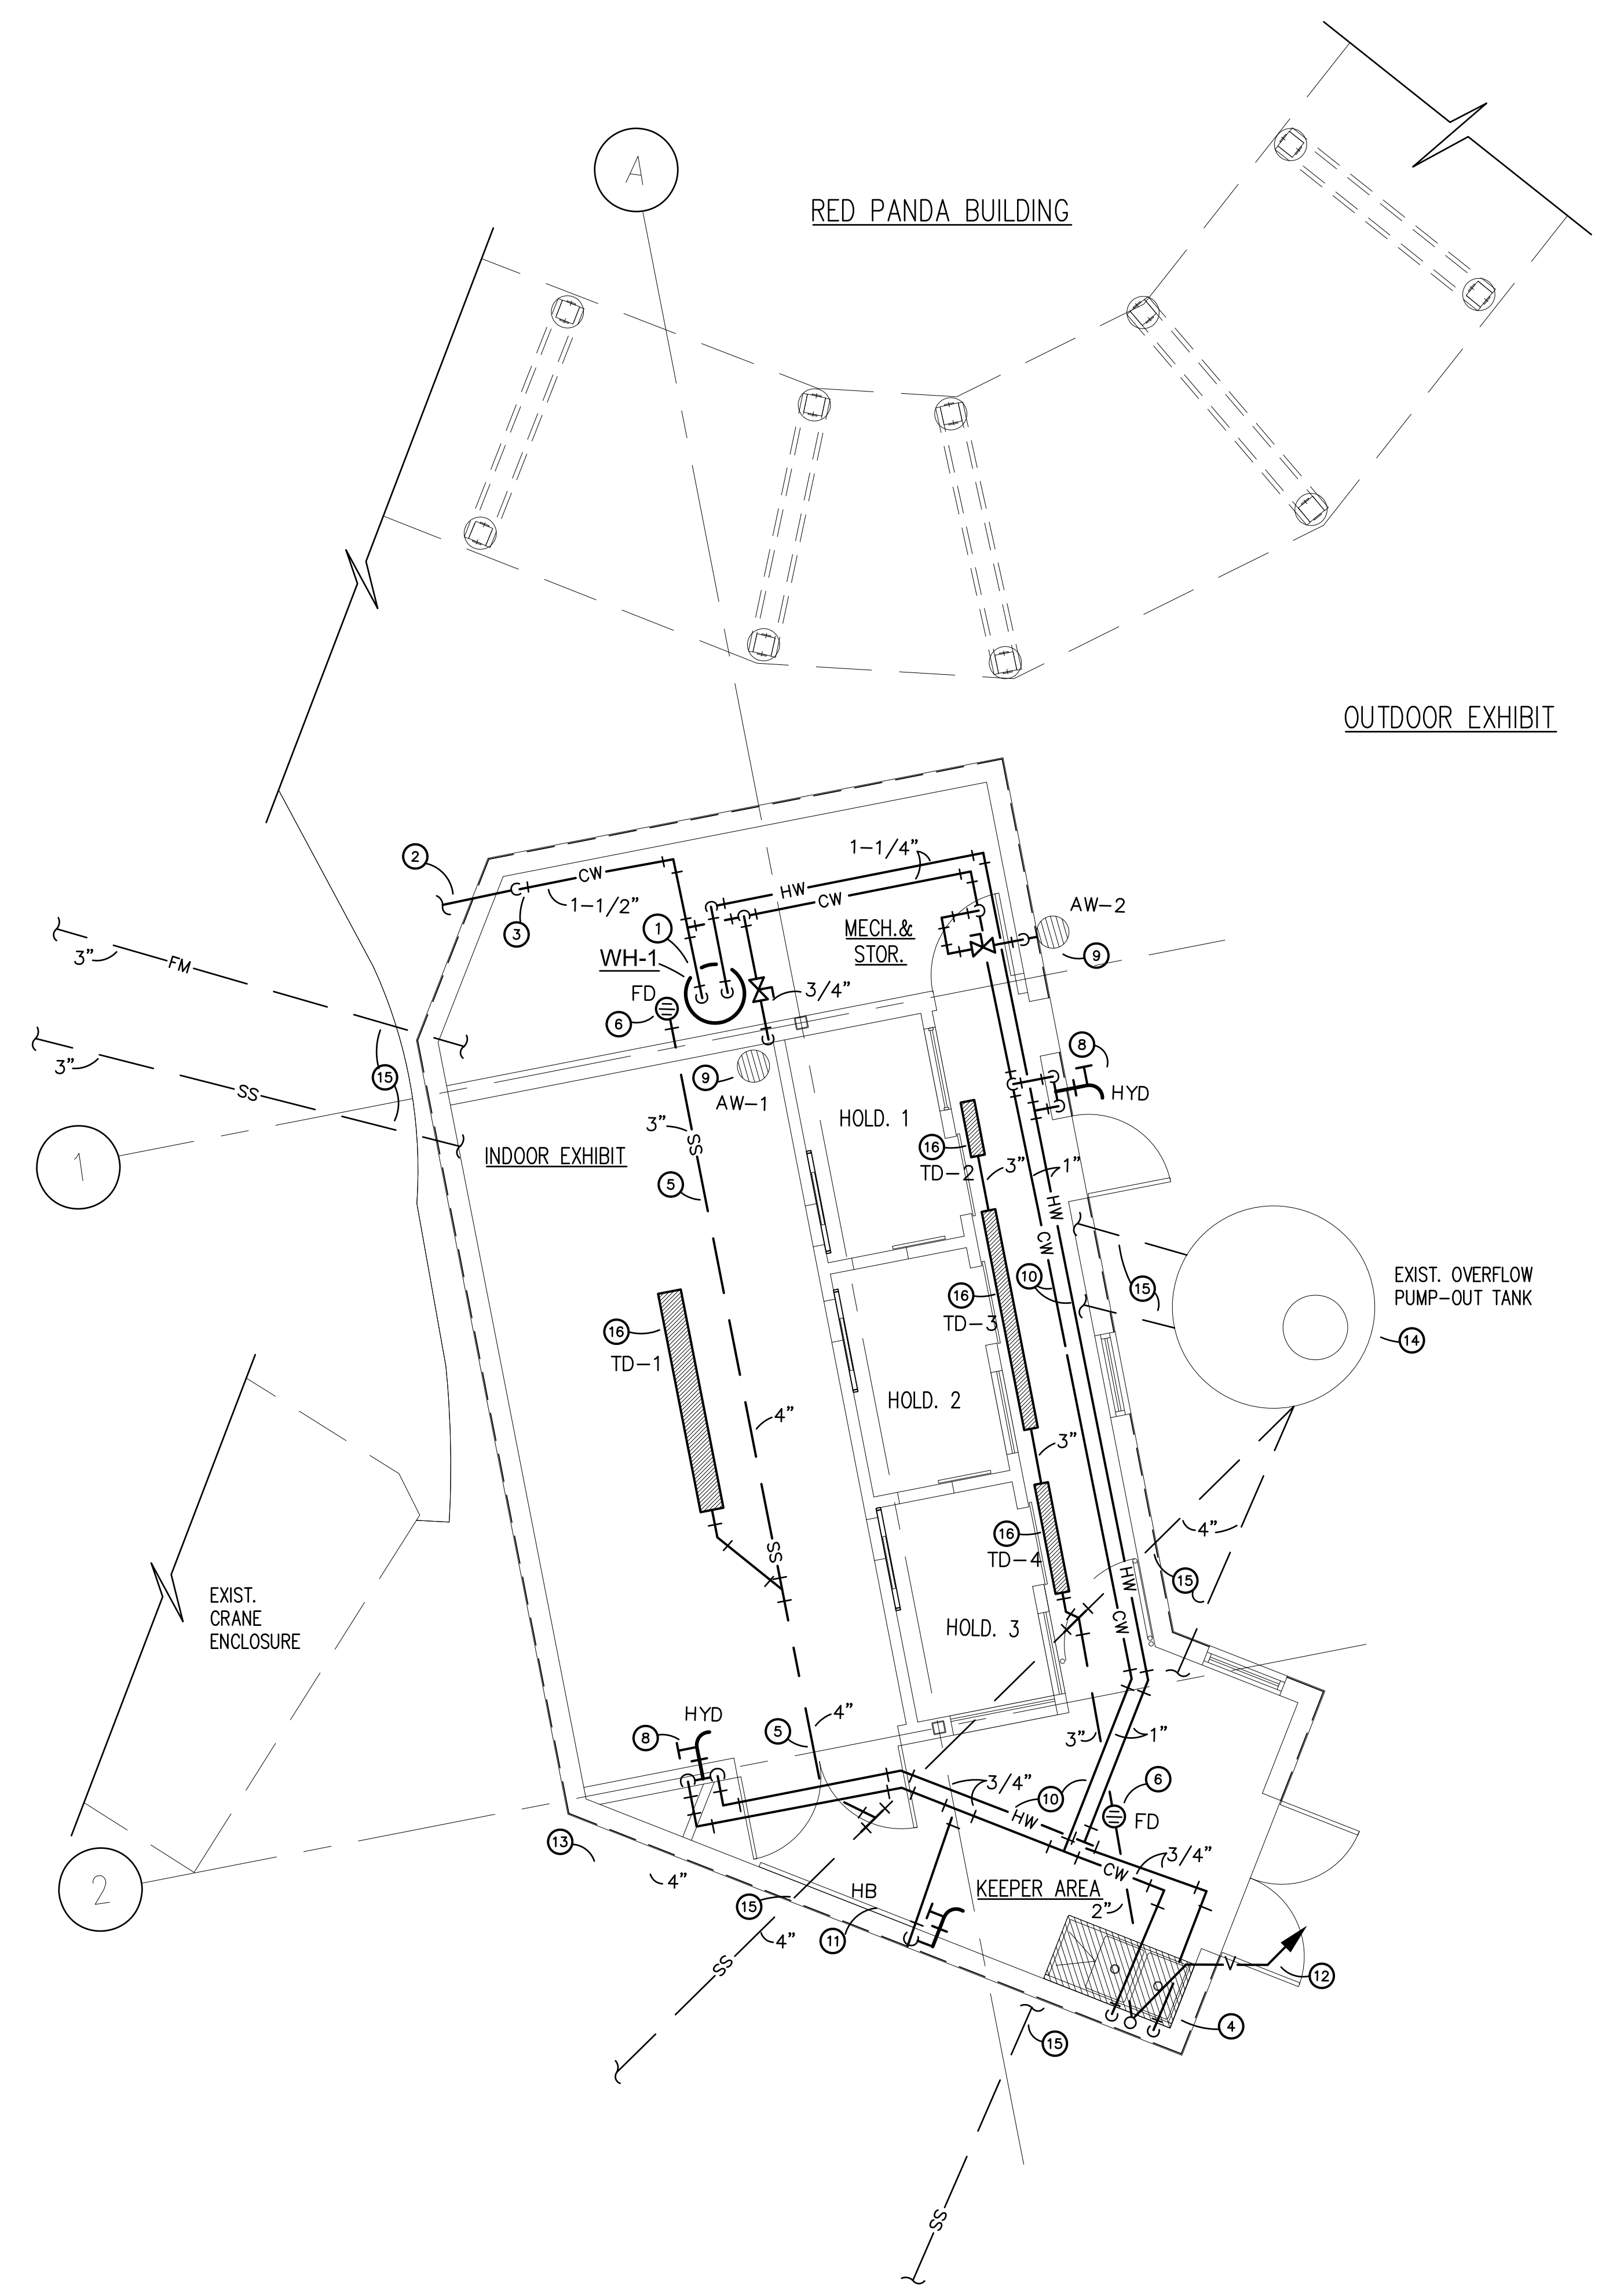 A
RED PANDA BUILDING
OUTDOOR EXHIBIT
2
CW
1-1/2"
3
1-1/4"
HW
CW
MECH.&
STOR.
AW-2
9
1
WH-1
FD
6
3/4"
3"
FM
3"
SS
15
1
9
AW-1
8
HYD
HOLD. 1
3"
SS
INDOOR EXHIBIT
16
TD-2
3"
1"
5
HW
CW
10
15
EXIST. OVERFLOW
PUMP-OUT TANK
14
16
TD-3
16
TD-1
HOLD. 2
4"
3"
4"
16
TD-4
SS
15
HW
CW
EXIST.
CRANE
ENCLOSURE
HOLD. 3
HYD
8
5
4"
3"
1"
3/4"
10
6
HW
FD
13
4"
2
CW
3/4"
KEEPER AREA
HB
15
2"
11
4"
SS
V
12
4
15
SS